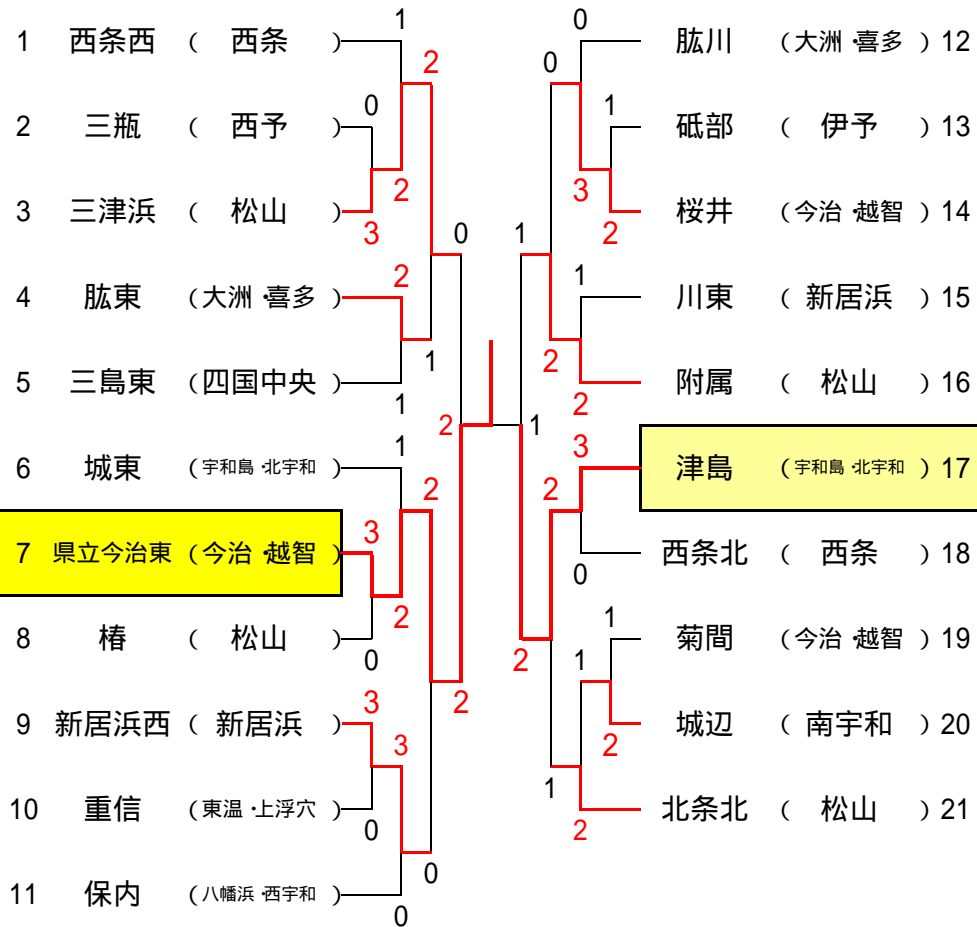 1 西条西 ( 西条 )
2 三瓶 ( 西予 )
3 三津浜 ( 松山 )
4 肱東 (大洲・喜多 )
5 三島東 (四国中央 )
6 城東 (宇和島・北宇和 )
7 県立今治東 (今治・越智 )
8 椿 ( 松山 )
9 新居浜西 ( 新居浜 )
10 重信 (東温・上浮穴 )
11 保内 (八幡浜・西宇和 )
1
2
0
2
3
0
2
1
1
2
1
2
3
2
0
2
3
3
0
0
0
0
0
1
3
2
1
1
2
2
1
3
2
0
2
1
1
2
1
2
肱川 (大洲・喜多 ) 12
砥部 ( 伊予 ) 13
桜井 (今治・越智 ) 14
川東 ( 新居浜 ) 15
附属 ( 松山 ) 16
津島 (宇和島・北宇和 ) 17
西条北 ( 西条 ) 18
菊間 (今治・越智 ) 19
城辺 ( 南宇和 ) 20
北条北 ( 松山 ) 21